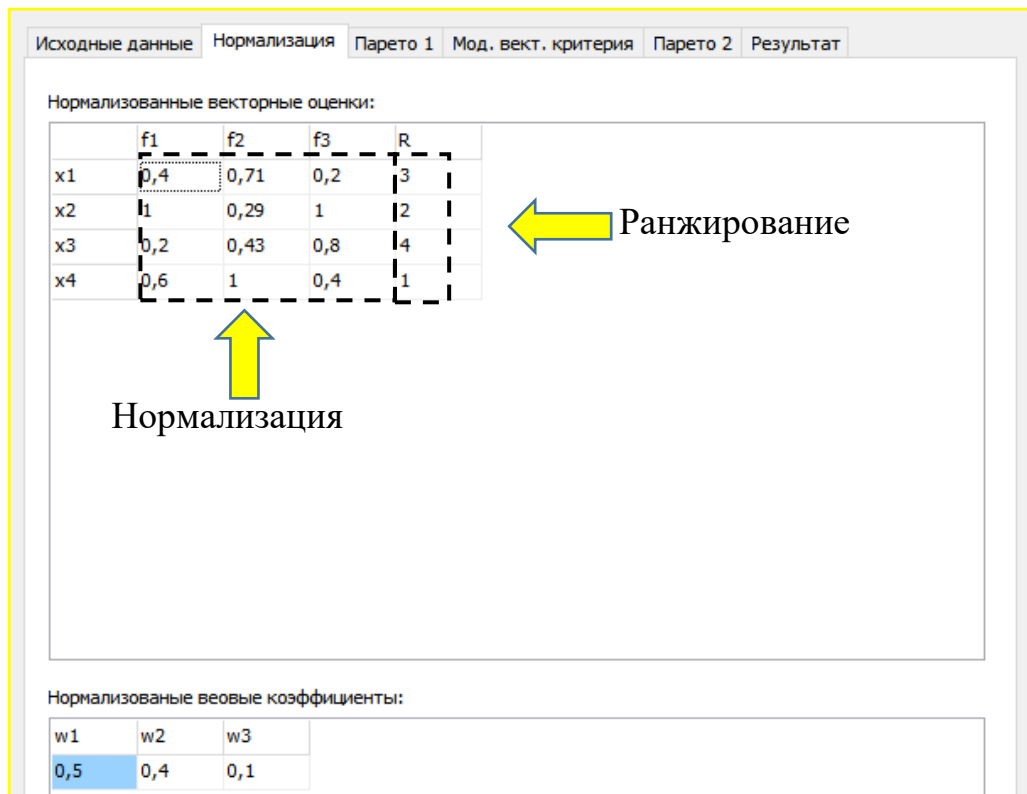 Исходные данные Нормализация Парето 1 Мод. вект. критерия Парето 2 Результат
Нормализованные векторные оценки:
f1 f2 f3 R
x1 0,4 0,71 0,2 3
x2 1 0,29 1 2
x3 0,2 0,43 0,8 4
x4 0,6 1 0,4 1
Ранжирование
Нормализация
Нормализованые веовые коэффициенты:
w1 w2 w3
0,5 0,4 0,1